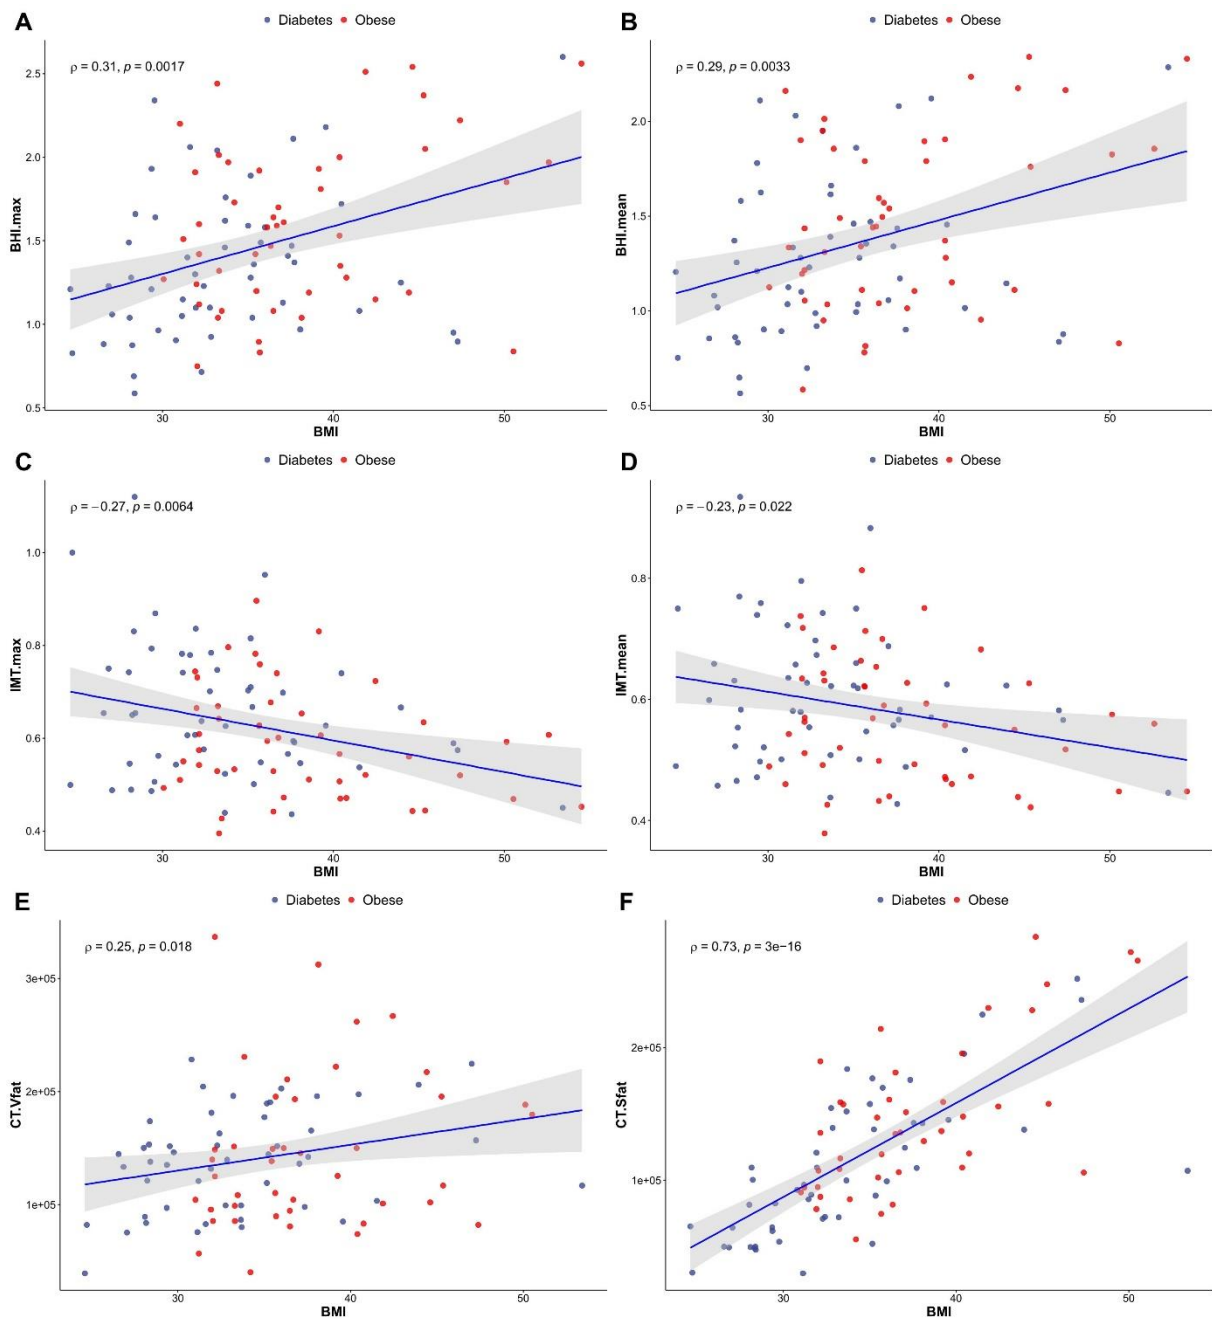 A
Diabetes Obese
ρ = 0.31, p = 0.0017
BHI.max
2.5
2.0
1.5
1.0
0.5
30 40 50
BMI
B
Diabetes Obese
ρ = 0.29, p = 0.0033
BHI.mean
2.0
1.5
1.0
0.5
30 40 50
BMI
C
Diabetes Obese
ρ = −0.27, p = 0.0064
IMT.max
1.0
0.8
0.6
0.4
30 40 50
BMI
D
Diabetes Obese
ρ = −0.23, p = 0.022
IMT.mean
0.8
0.6
0.4
30 40 50
BMI
E
Diabetes Obese
ρ = 0.25, p = 0.018
CT.Vfat
3e+05
2e+05
1e+05
30 40 50
BMI
F
Diabetes Obese
ρ = 0.73, p = 3e−16
CT.Sfat
2e+05
1e+05
30 40 50
BMI